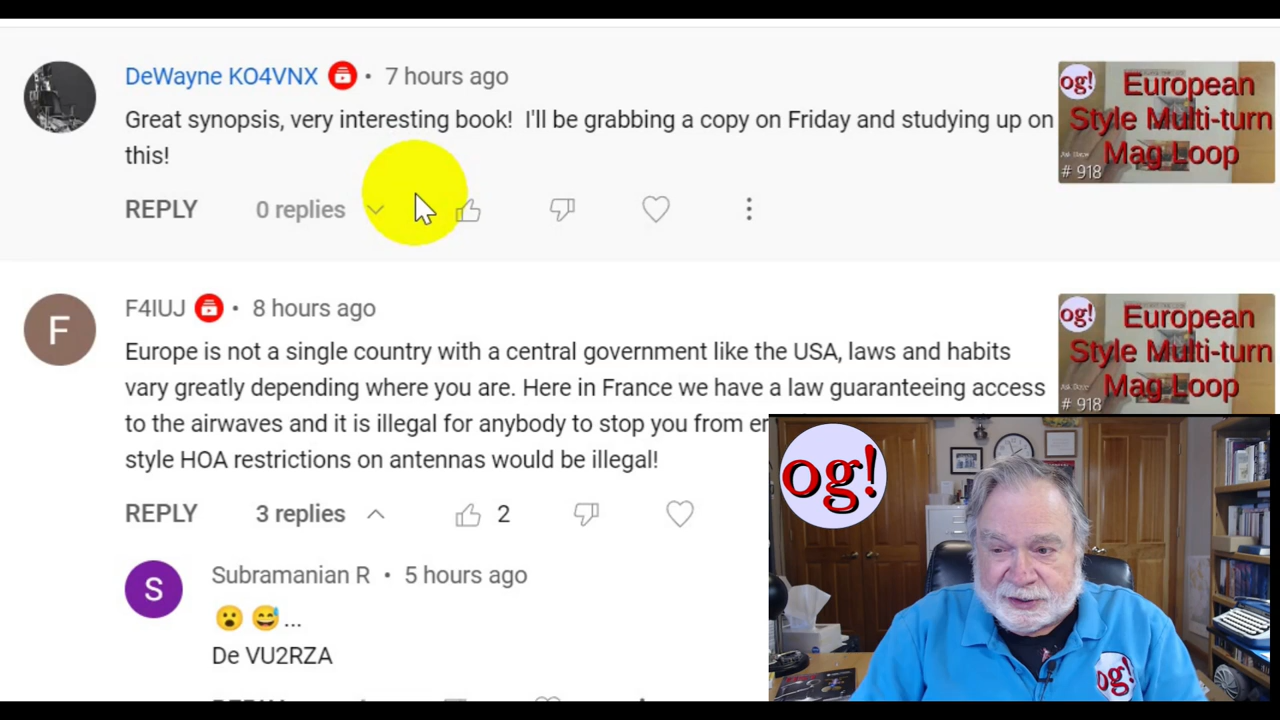 DeWayne KO4VNX • 7 hours ago
Great synopsis, very interesting book! I'll be grabbing a copy on Friday and studying up on
this!
REPLY 0 replies
og! European
Style Multi-turn
Mag Loop
# 918
F
F4IUJ • 8 hours ago
Europe is not a single country with a central government like the USA, laws and habits
vary greatly depending where you are. Here in France we have a law guaranteeing access
to the airwaves and it is illegal for anybody to stop you from
style HOA restrictions on antennas would be illegal!
REPLY 3 replies 2
og! European
Style Multi-turn
Mag Loop
# 918
S
Subramanian R • 5 hours ago
😮 😅...
De VU2RZA
og!
og!